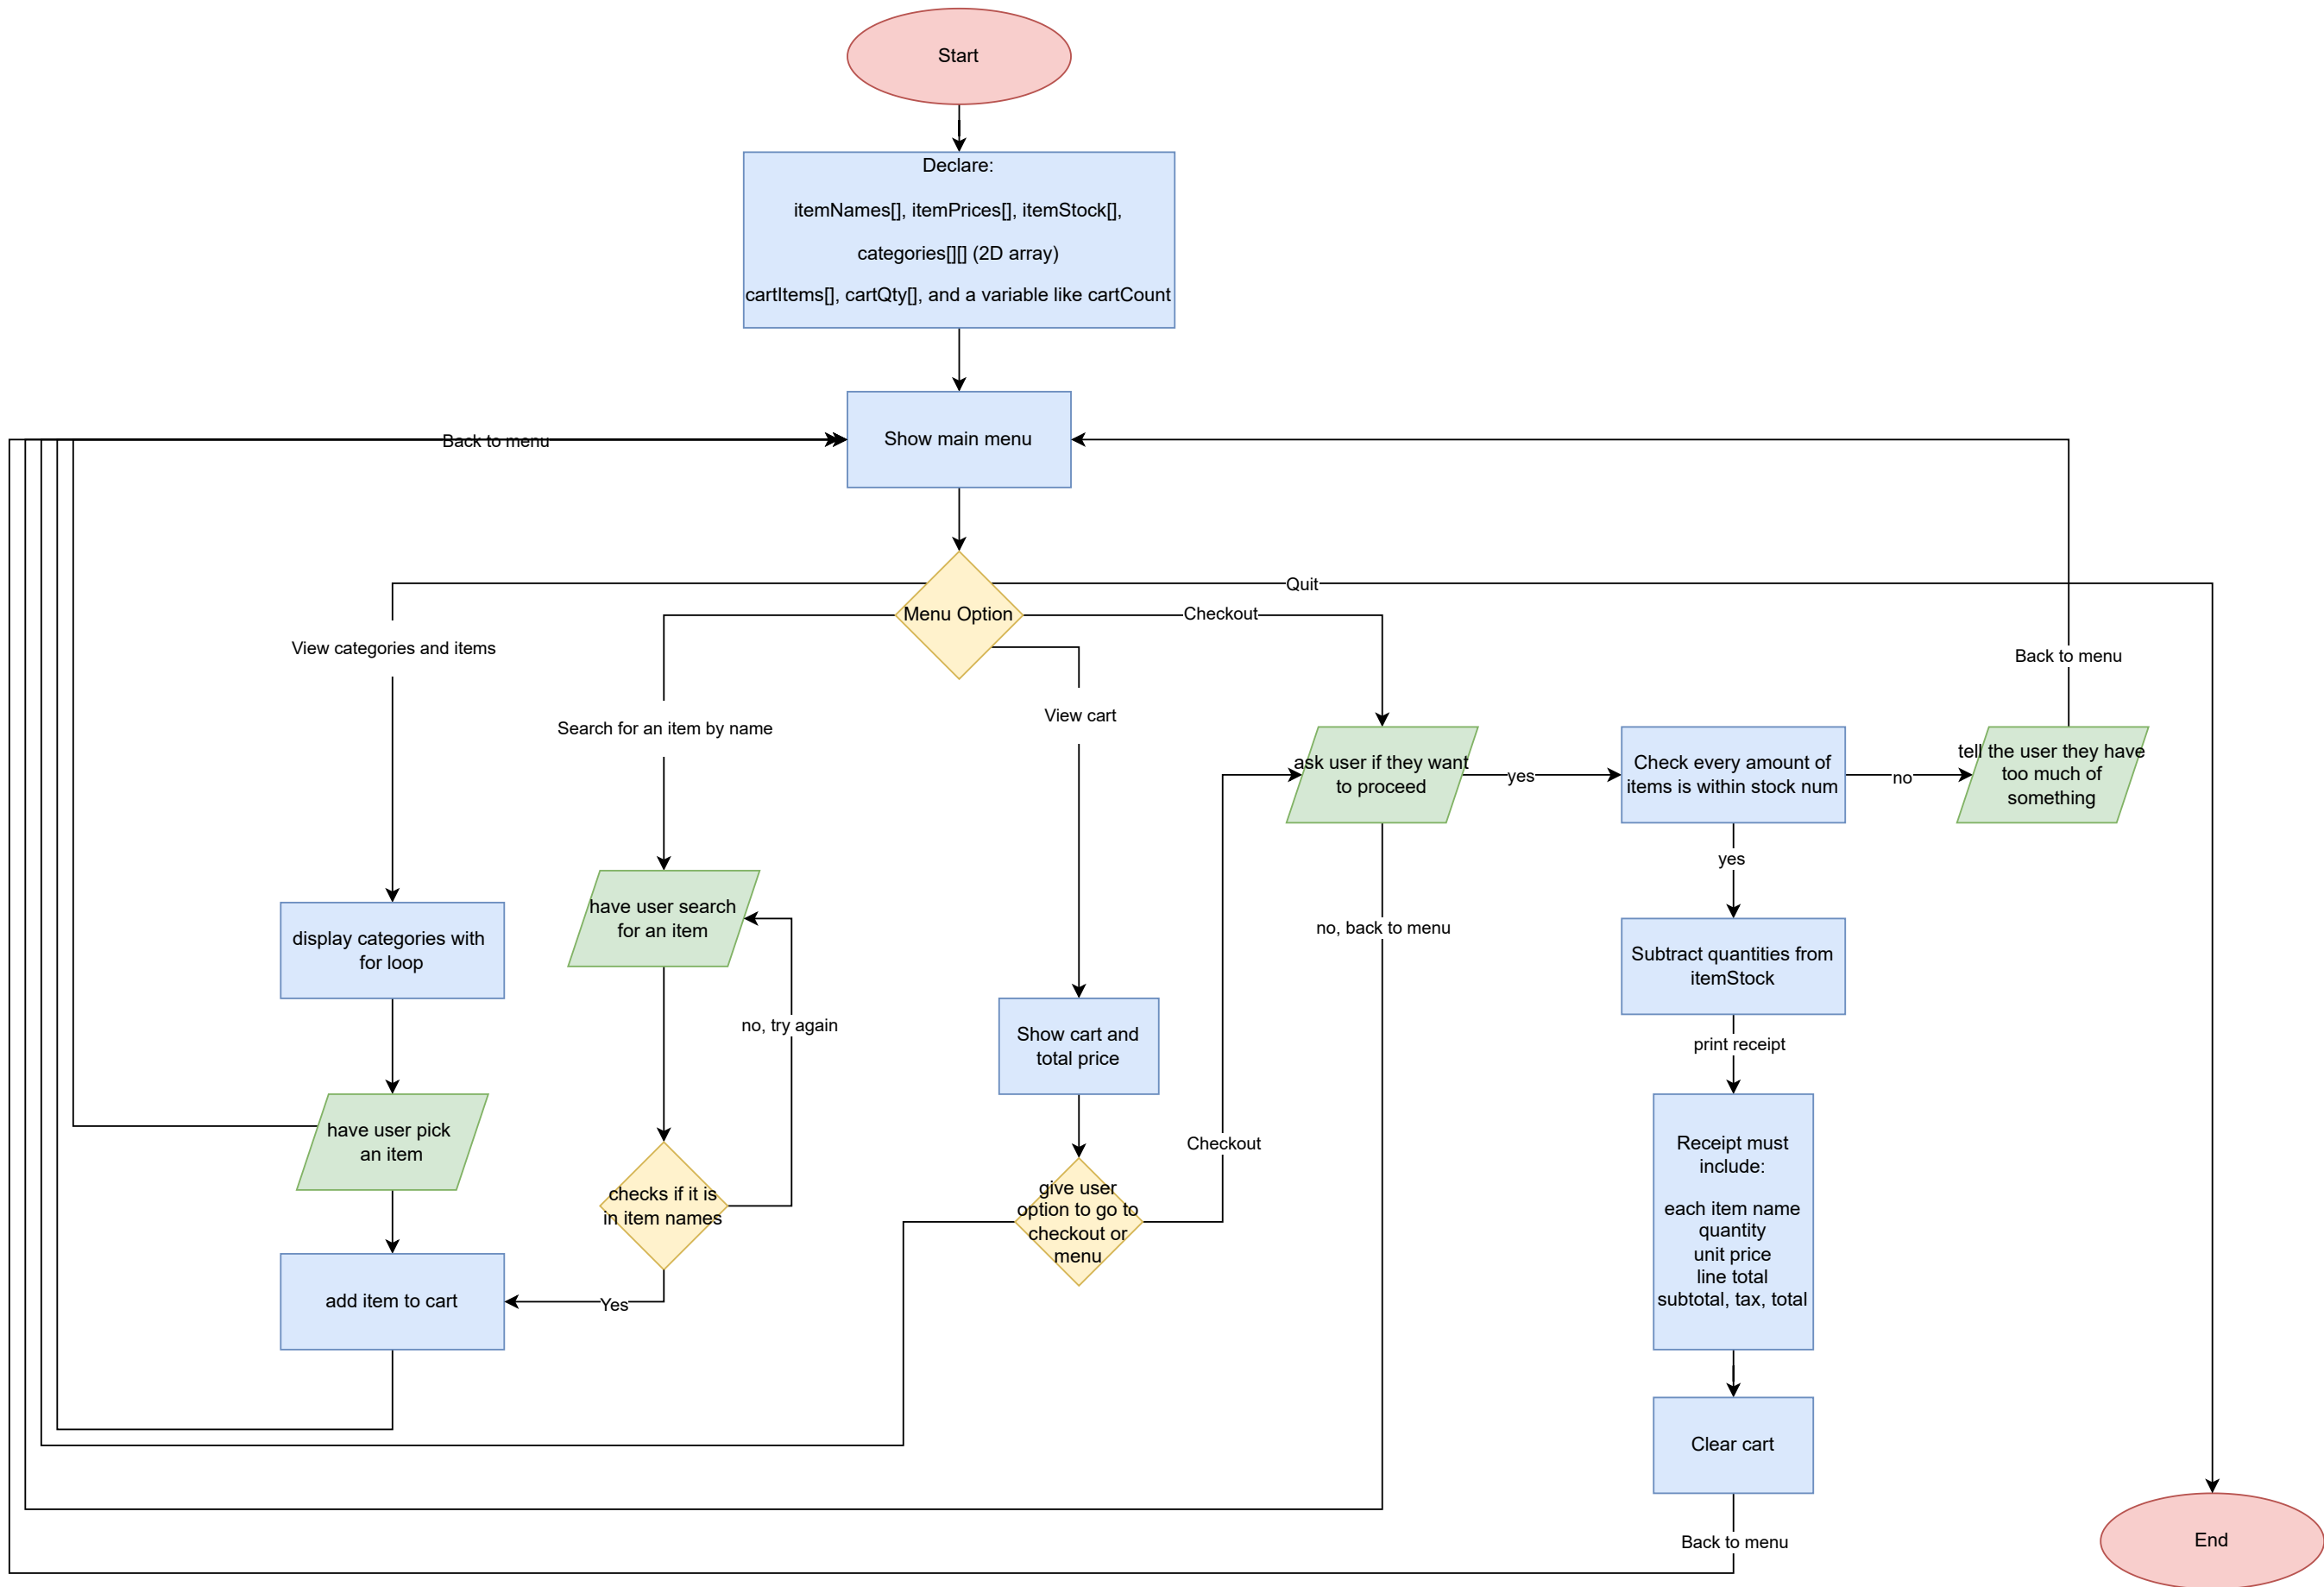 Start
Declare:
itemNames[], itemPrices[], itemStock[],
categories[][] (2D array)
cartItems[], cartQty[], and a variable like cartCount
Show main menu
Back to menu
Menu Option
Quit
Checkout
View categories and items
Search for an item by name
View cart
Back to menu
ask user if they want
to proceed
yes
Check every amount of
items is within stock num
no
tell the user they have
too much of
something
yes
no, back to menu
have user search
for an item
display categories with
for loop
Subtract quantities from
itemStock
no, try again
Show cart and
total price
print receipt
have user pick
an item
Checkout
checks if it is
in item names
give user
option to go to
checkout or
menu
Receipt must
include:
each item name
quantity
unit price
line total
subtotal, tax, total
add item to cart
Yes
Clear cart
Back to menu
End